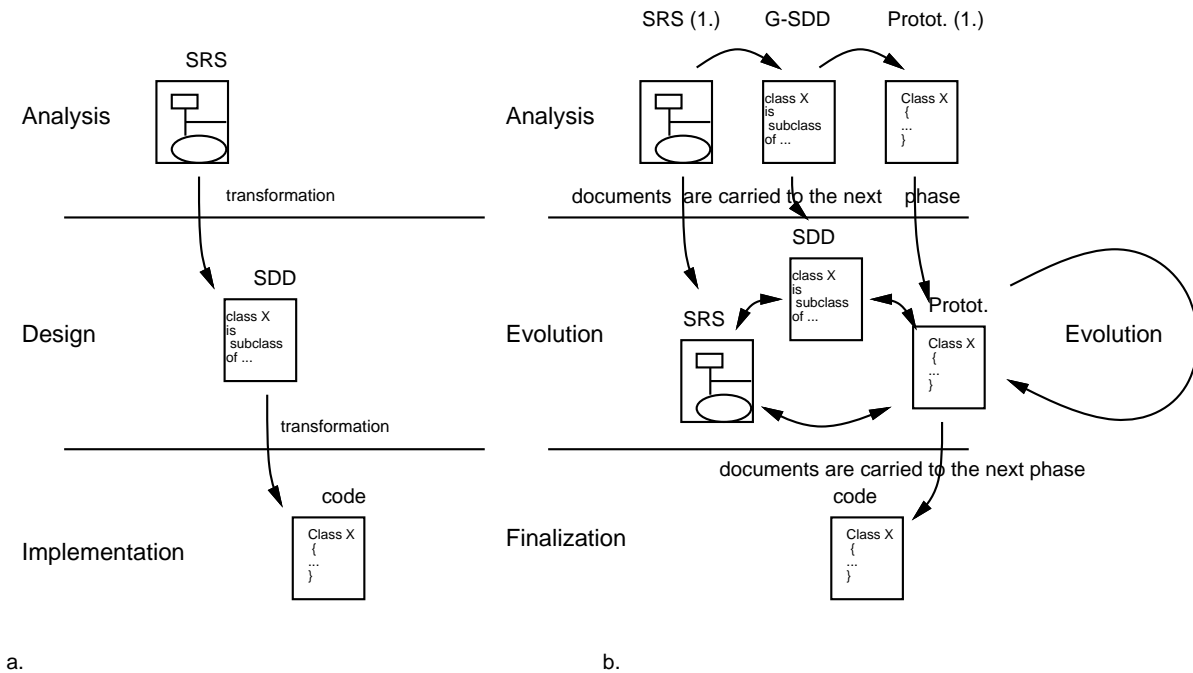 SRS
Analysis
transformation
SDD
class X
is
subclass
of ...
Design
transformation
code
Class X
{
...
}
Implementation
a.
SRS (1.)
G-SDD
Protot. (1.)
Analysis
class X
is
subclass
of ...
Class X
{
...
}
documents are carried to the next phase
SDD
class X
is
subclass
of ...
Protot.
SRS
Evolution
Class X
{
...
}
Evolution
documents are carried to the next phase
code
Class X
{
...
}
Finalization
b.